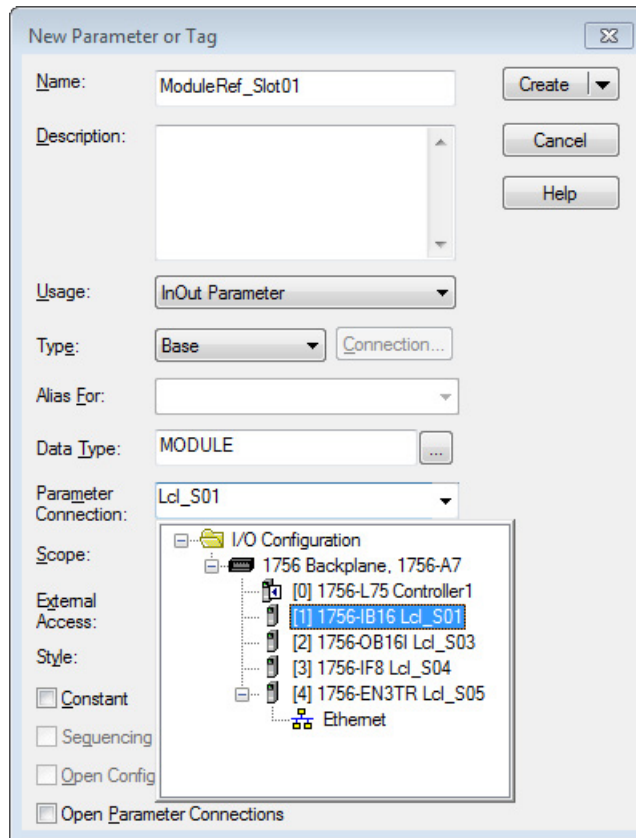 New Parameter or Tag
Name: ModuleRef_Slot01 Create
Description: Cancel
Help
Usage: InOut Parameter
Type: Base Connection...
Alias For:
Data Type: MODULE ...
Parameter Connection: Lcl_S01
I/O Configuration
Scope: 1756 Backplane, 1756-A7
[0] 1756-L75 Controller1
External Access: [1] 1756-IB16 Lcl_S01
[2] 1756-OB16I Lcl_S03
Style: [3] 1756-IF8 Lcl_S04
Constant [4] 1756-EN3TR Lcl_S05
Ethernet
Sequencing
Open Config
Open Parameter Connections